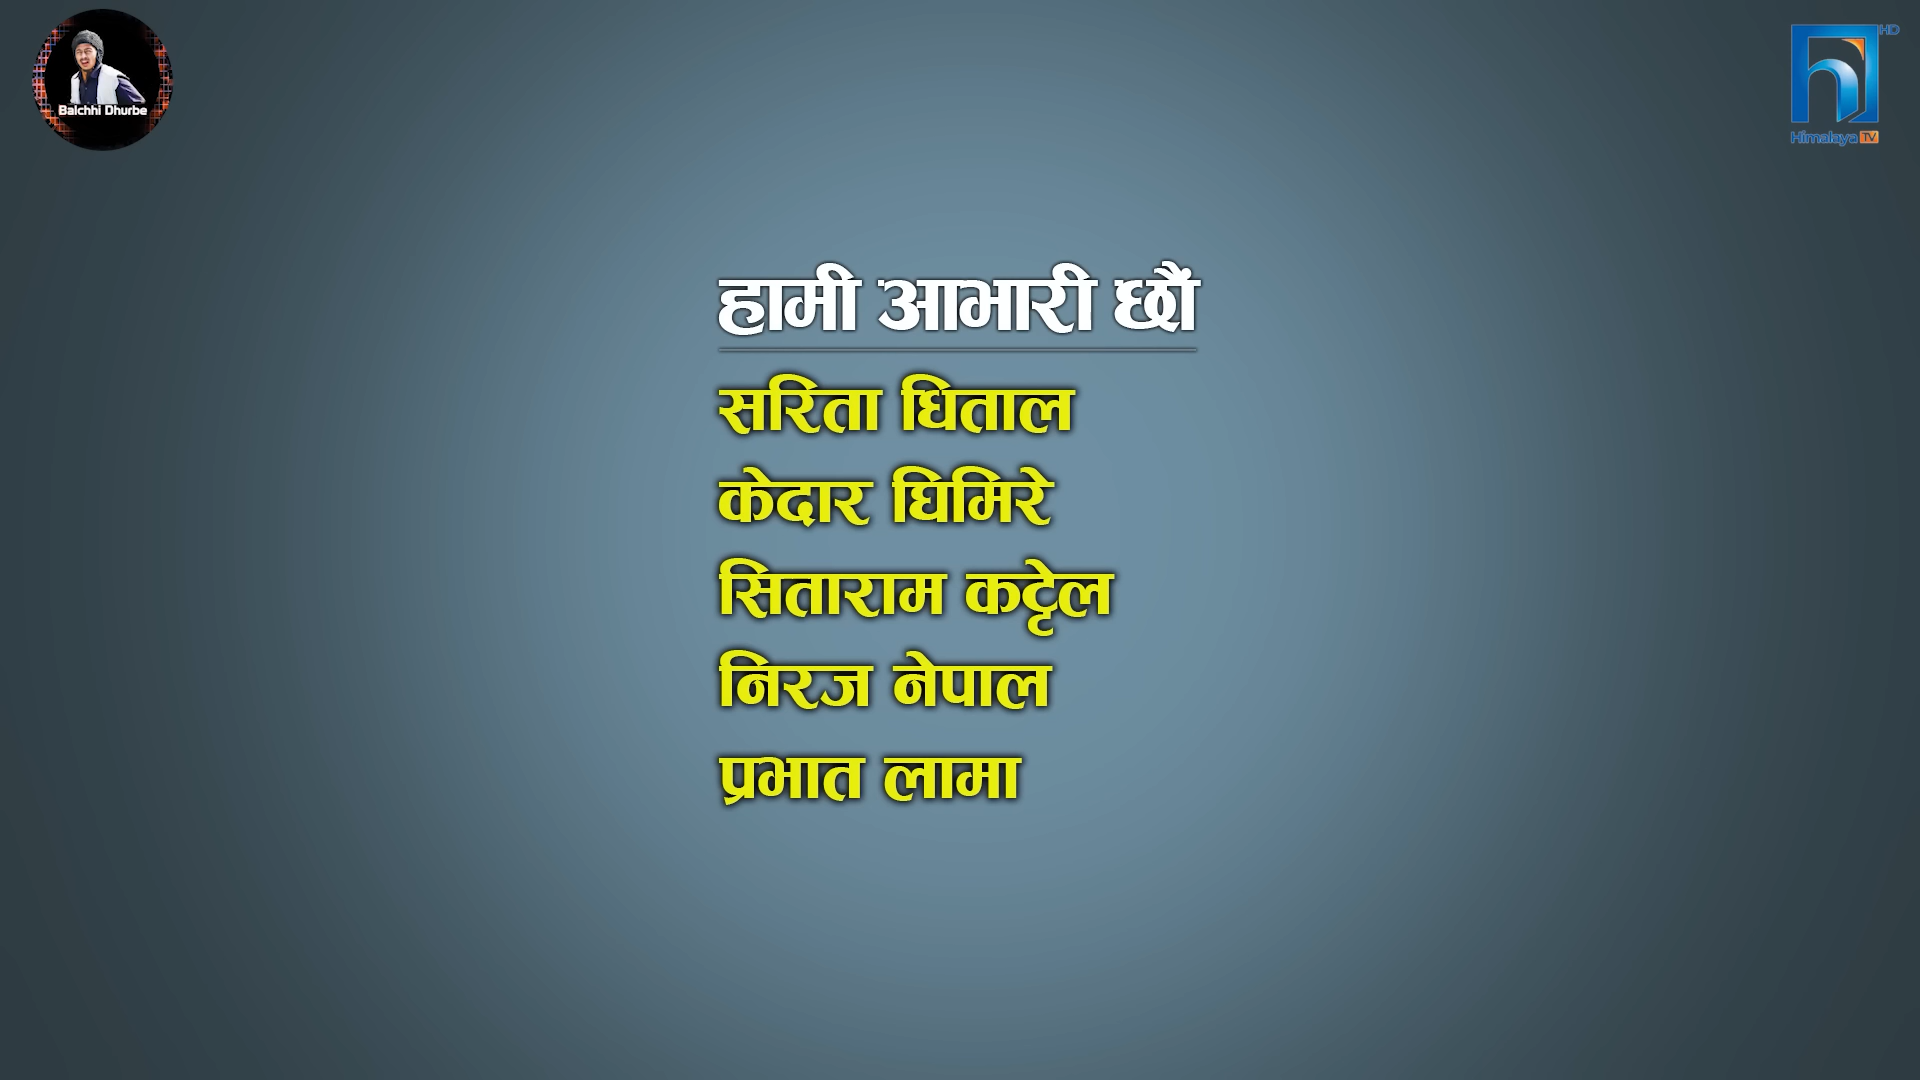 Balchhi Dhurbe
HD
Himalaya TV
हामी आभारी छौं
सरिता धिताल
केदार घिमिरे
सिताराम कट्टेल
निरज नेपाल
प्रभात लामा